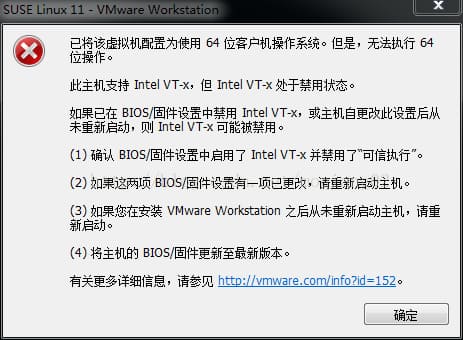 SUSE Linux 11 - VMware Workstation
已将该虚拟机配置为使用 64 位客户机操作系统。但是，无法执行 64
位操作。
此主机支持 Intel VT-x，但 Intel VT-x 处于禁用状态。
如果已在 BIOS/固件设置中禁用 Intel VT-x，或主机自更改此设置后从
未重新启动，则 Intel VT-x 可能被禁用。
(1) 确认 BIOS/固件设置中启用了 Intel VT-x 并禁用了“可信执行”。
(2) 如果这两项 BIOS/固件设置有一项已更改，请重新启动主机。
(3) 如果您在安装 VMware Workstation 之后从未重新启动主机，请重
新启动。
(4) 将主机的 BIOS/固件更新至最新版本。
有关更多详细信息，请参见 http://vmware.com/info?id=152。
确定